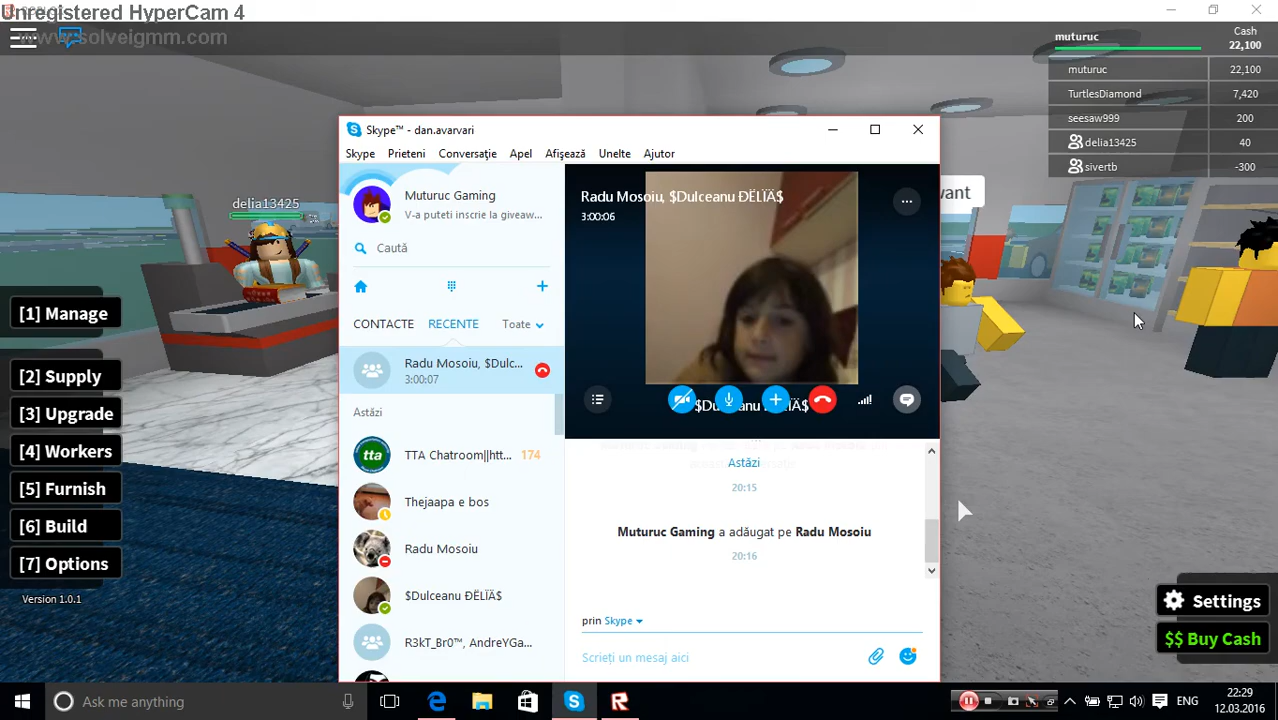 Unregistered HyperCam 4
www.solveigmm.com
muturuc
Cash
22,100
muturuc 22,100
TurtlesDiamond 7,420
seesaw999 200
delia13425 40
sivertb -300
want
delia13425
[1] Manage
[2] Supply
[3] Upgrade
[4] Workers
[5] Furnish
[6] Build
[7] Options
Version 1.0.1
Skype™ - dan.avarvari
Skype Prieteni Conversaţie Apel Afişează Unelte Ajutor
Muturuc Gaming
V-a puteti inscrie la giveaw...
Caută
CONTACTE RECENTE Toate
Radu Mosoiu, $Dulc...
3:00:07
Astăzi
tta
TTA Chatroom||htt... 174
Thejaapa e bos
Radu Mosoiu
$Dulceanu ĐËLÏÄ$
R3kT_Br0™, AndreYGa...
Radu Mosoiu, $Dulceanu ĐËLÏÄ$
3:00:06
Astăzi
20:15
Muturuc Gaming a adăugat pe Radu Mosoiu
20:16
prin Skype
Scrieți un mesaj aici
Settings
$$ Buy Cash
Ask me anything
ENG
22:29
12.03.2016